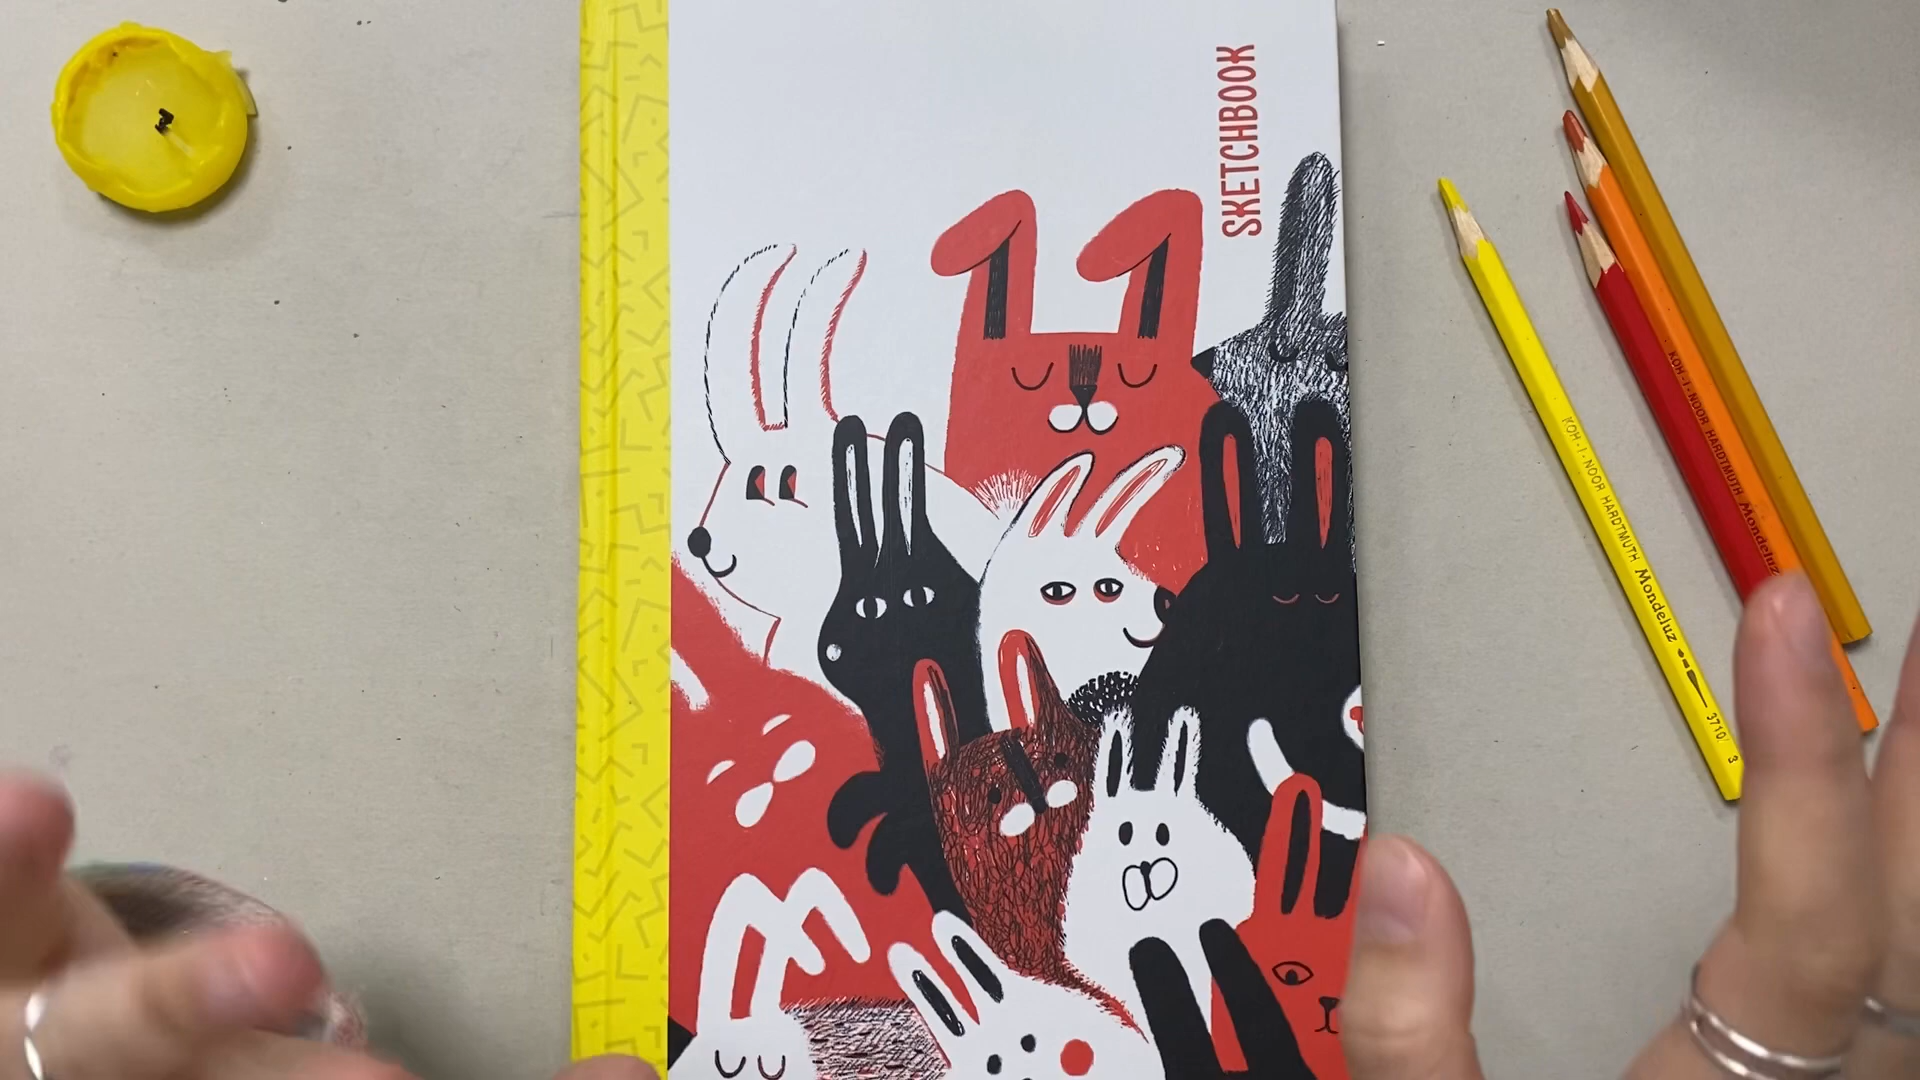 SKETCHBOOK
KOH-I-NOOR HARDTMUTH Mondeluz 3710/ 3
KOH-I-NOOR HARDTMUTH Mondeluz